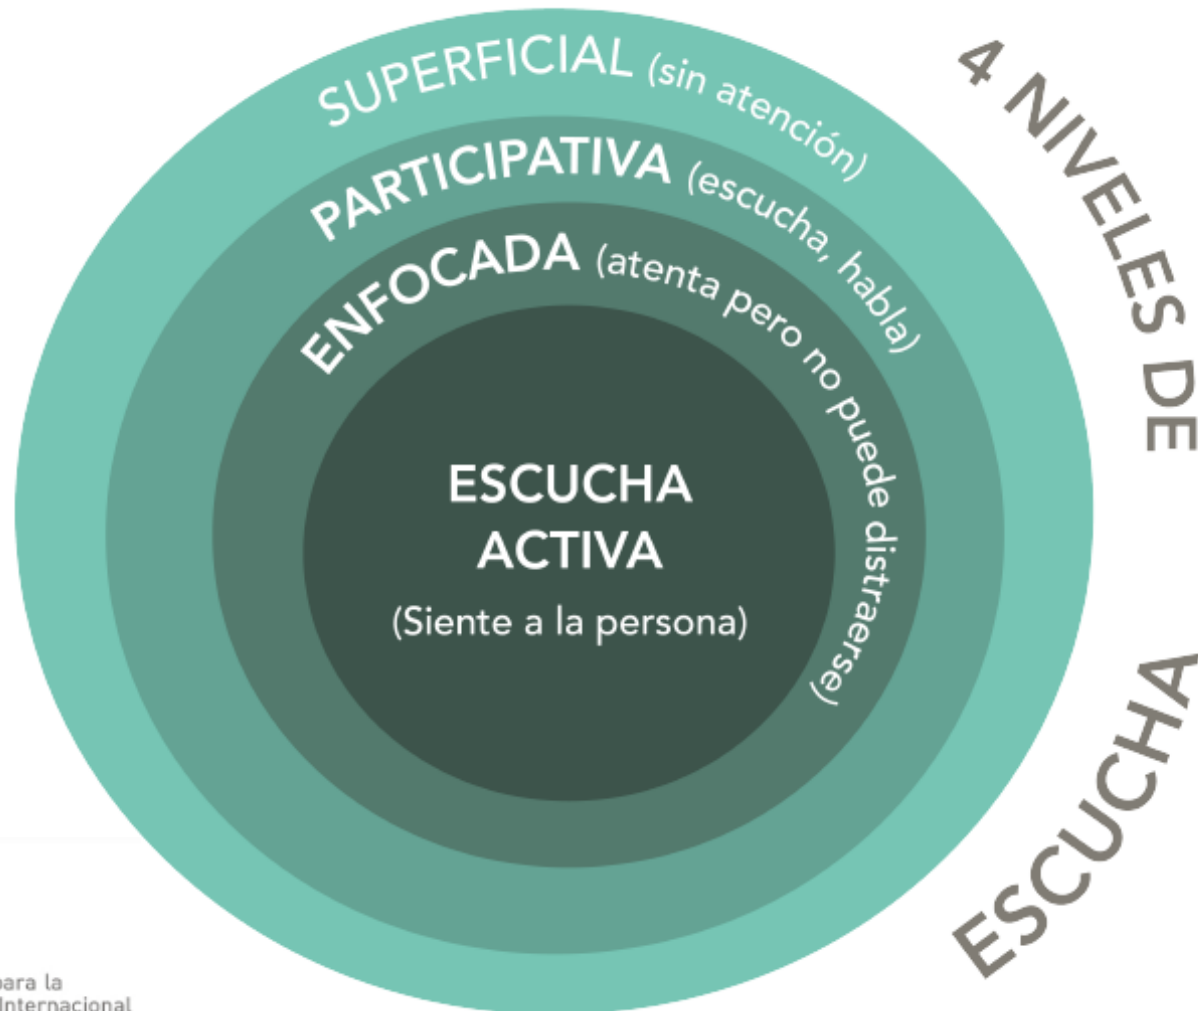 4 NIVELES DE
ESCUCHA
SUPERFICIAL (sin atención)
PARTICIPATIVA (escucha, habla)
ENFOCADA (atenta pero no puede distraerse)
ESCUCHA
ACTIVA
(Siente a la persona)
para la
Internacional